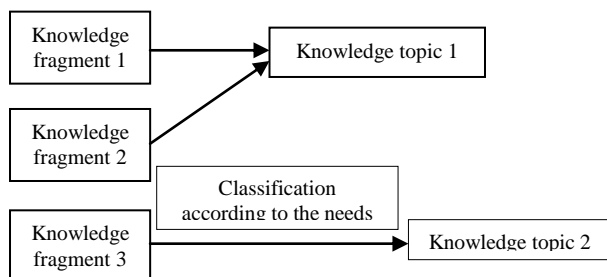 Knowledge
fragment 1
Knowledge topic 1
Knowledge
fragment 2
Classification
according to the needs
Knowledge
fragment 3
Knowledge topic 2